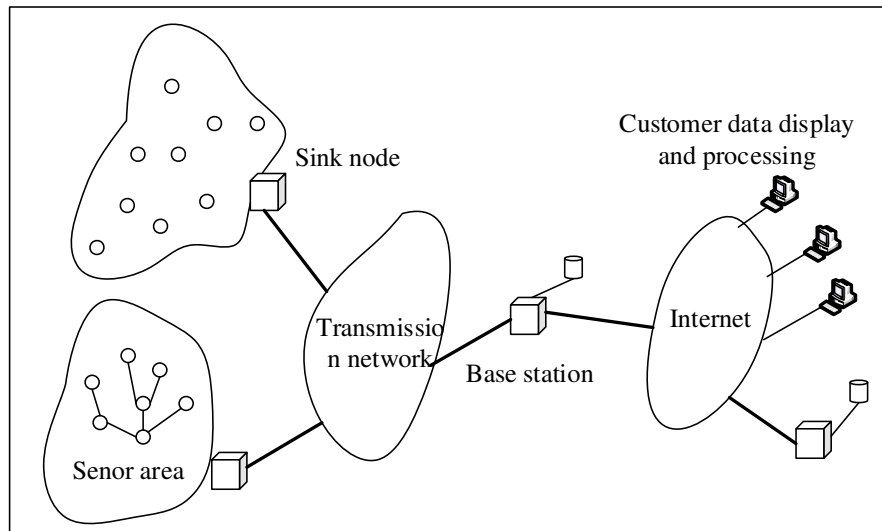 Customer data display
and processing
Sink node
Transmissio
n network
Internet
Base station
Senor area